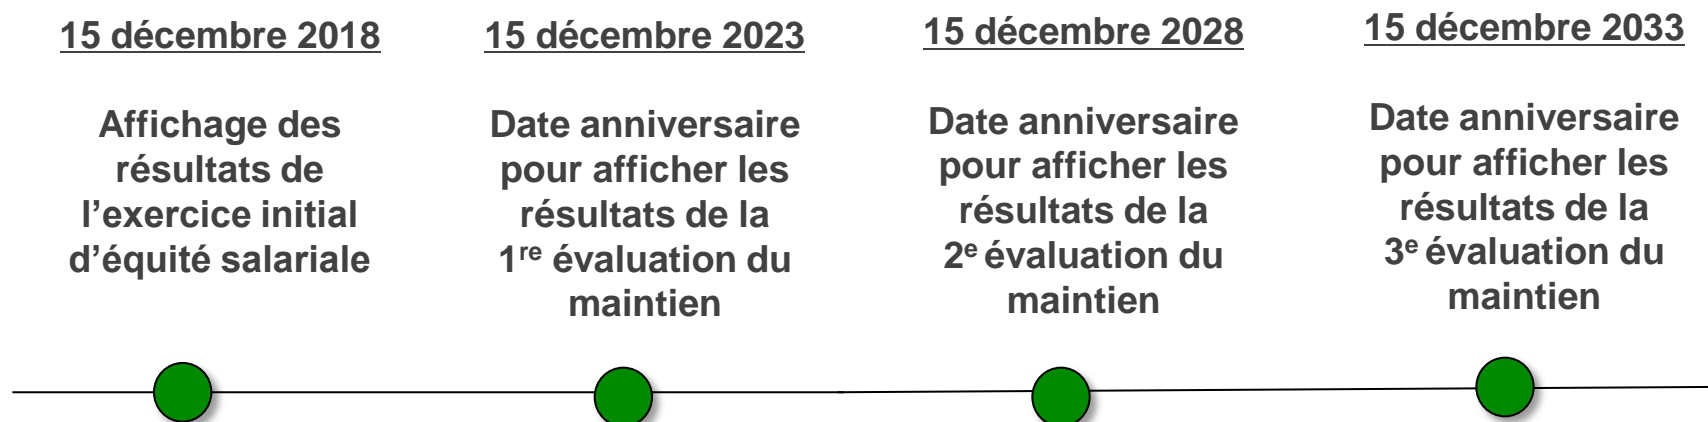 15 décembre 2018
Affichage des
résultats de
l’exercice initial
d’équité salariale
15 décembre 2023
Date anniversaire
pour afficher les
résultats de la
1re évaluation du
maintien
15 décembre 2028
Date anniversaire
pour afficher les
résultats de la
2e évaluation du
maintien
15 décembre 2033
Date anniversaire
pour afficher les
résultats de la
3e évaluation du
maintien